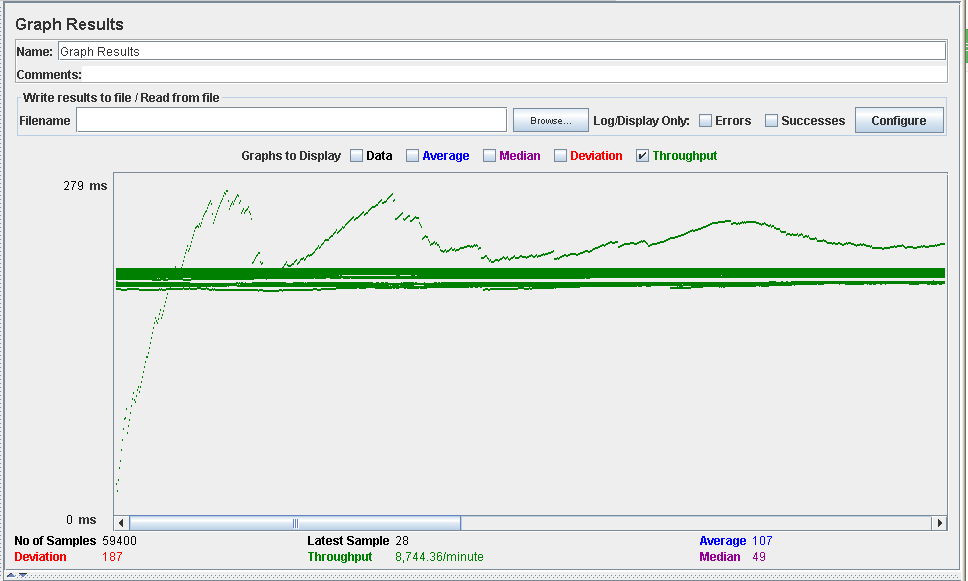 Graph Results
Name: Graph Results
Comments:
Write results to file / Read from file
Filename Browse... Log/Display Only: Errors Successes Configure
Graphs to Display Data Average Median Deviation Throughput
279 ms
0 ms
No of Samples 59400 Latest Sample 28 Average 107
Deviation 187 Throughput 8,744.36/minute Median 49